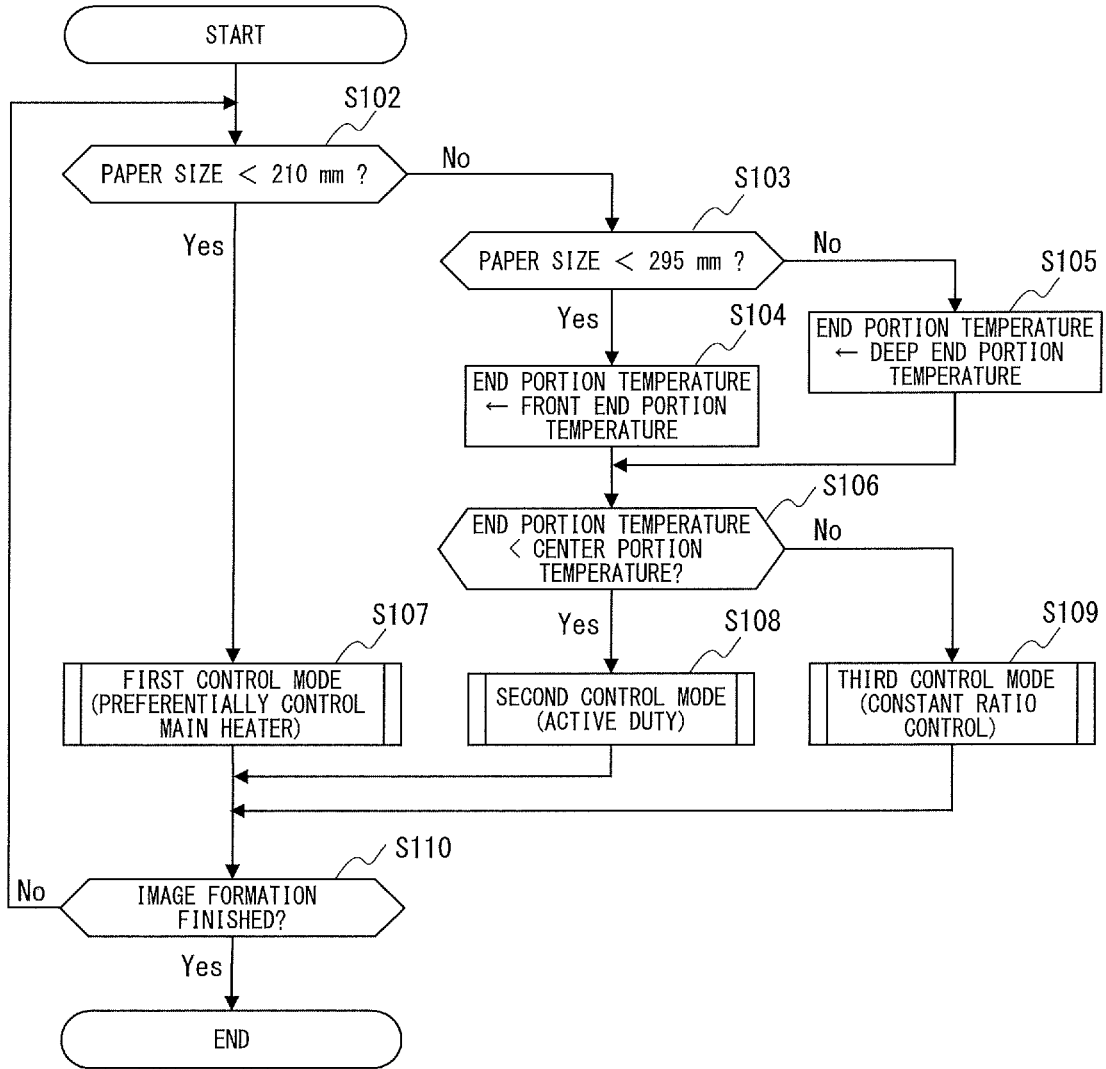 START
S102
PAPER SIZE < 210 mm ?
No
S103
Yes
PAPER SIZE < 295 mm ?
No
S105
Yes
S104
END PORTION TEMPERATURE
← DEEP END PORTION
TEMPERATURE
END PORTION TEMPERATURE
← FRONT END PORTION
TEMPERATURE
S106
END PORTION TEMPERATURE
< CENTER PORTION
TEMPERATURE?
No
S107
Yes
S108
S109
FIRST CONTROL MODE
(PREFERENTIALLY CONTROL
MAIN HEATER)
SECOND CONTROL MODE
(ACTIVE DUTY)
THIRD CONTROL MODE
(CONSTANT RATIO
CONTROL)
S110
No
IMAGE FORMATION
FINISHED?
Yes
END